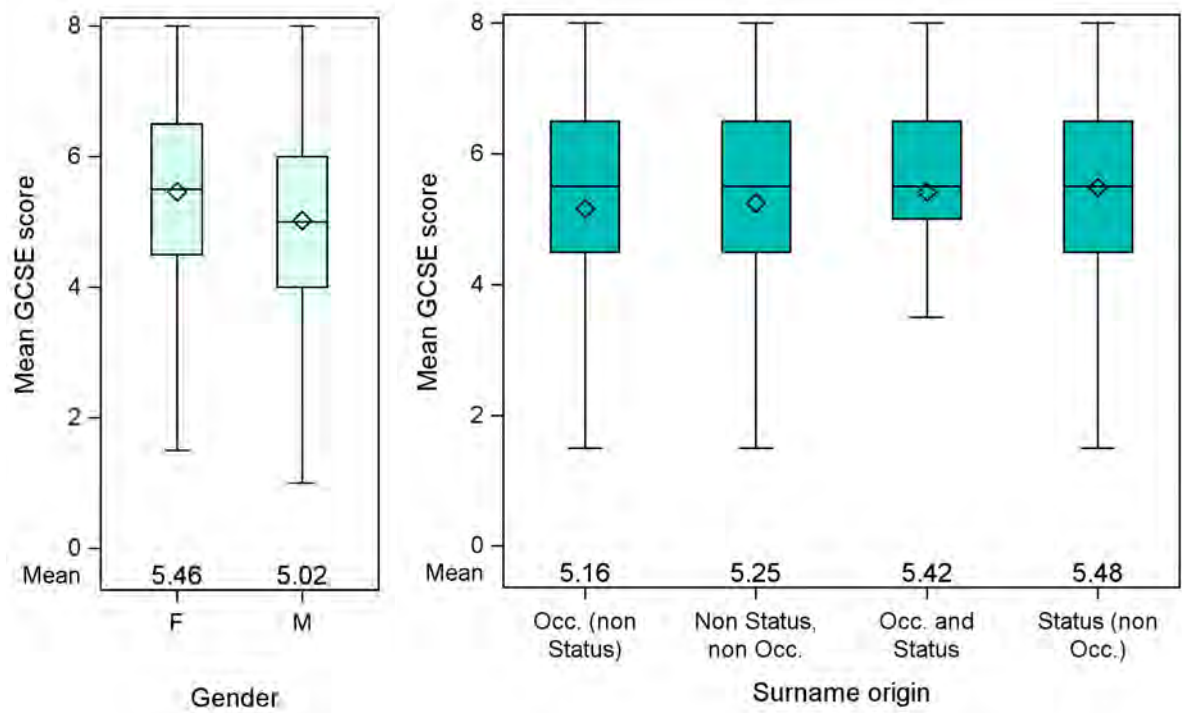 Mean GCSE score
8
6
4
2
0
Mean 5.46 5.02
F M
Gender
Mean GCSE score
8
6
4
2
0
Mean 5.16 5.25 5.42 5.48
Occ. (non Non Status, Occ. and Status (non
Status) non Occ. Status Occ.)
Surname origin